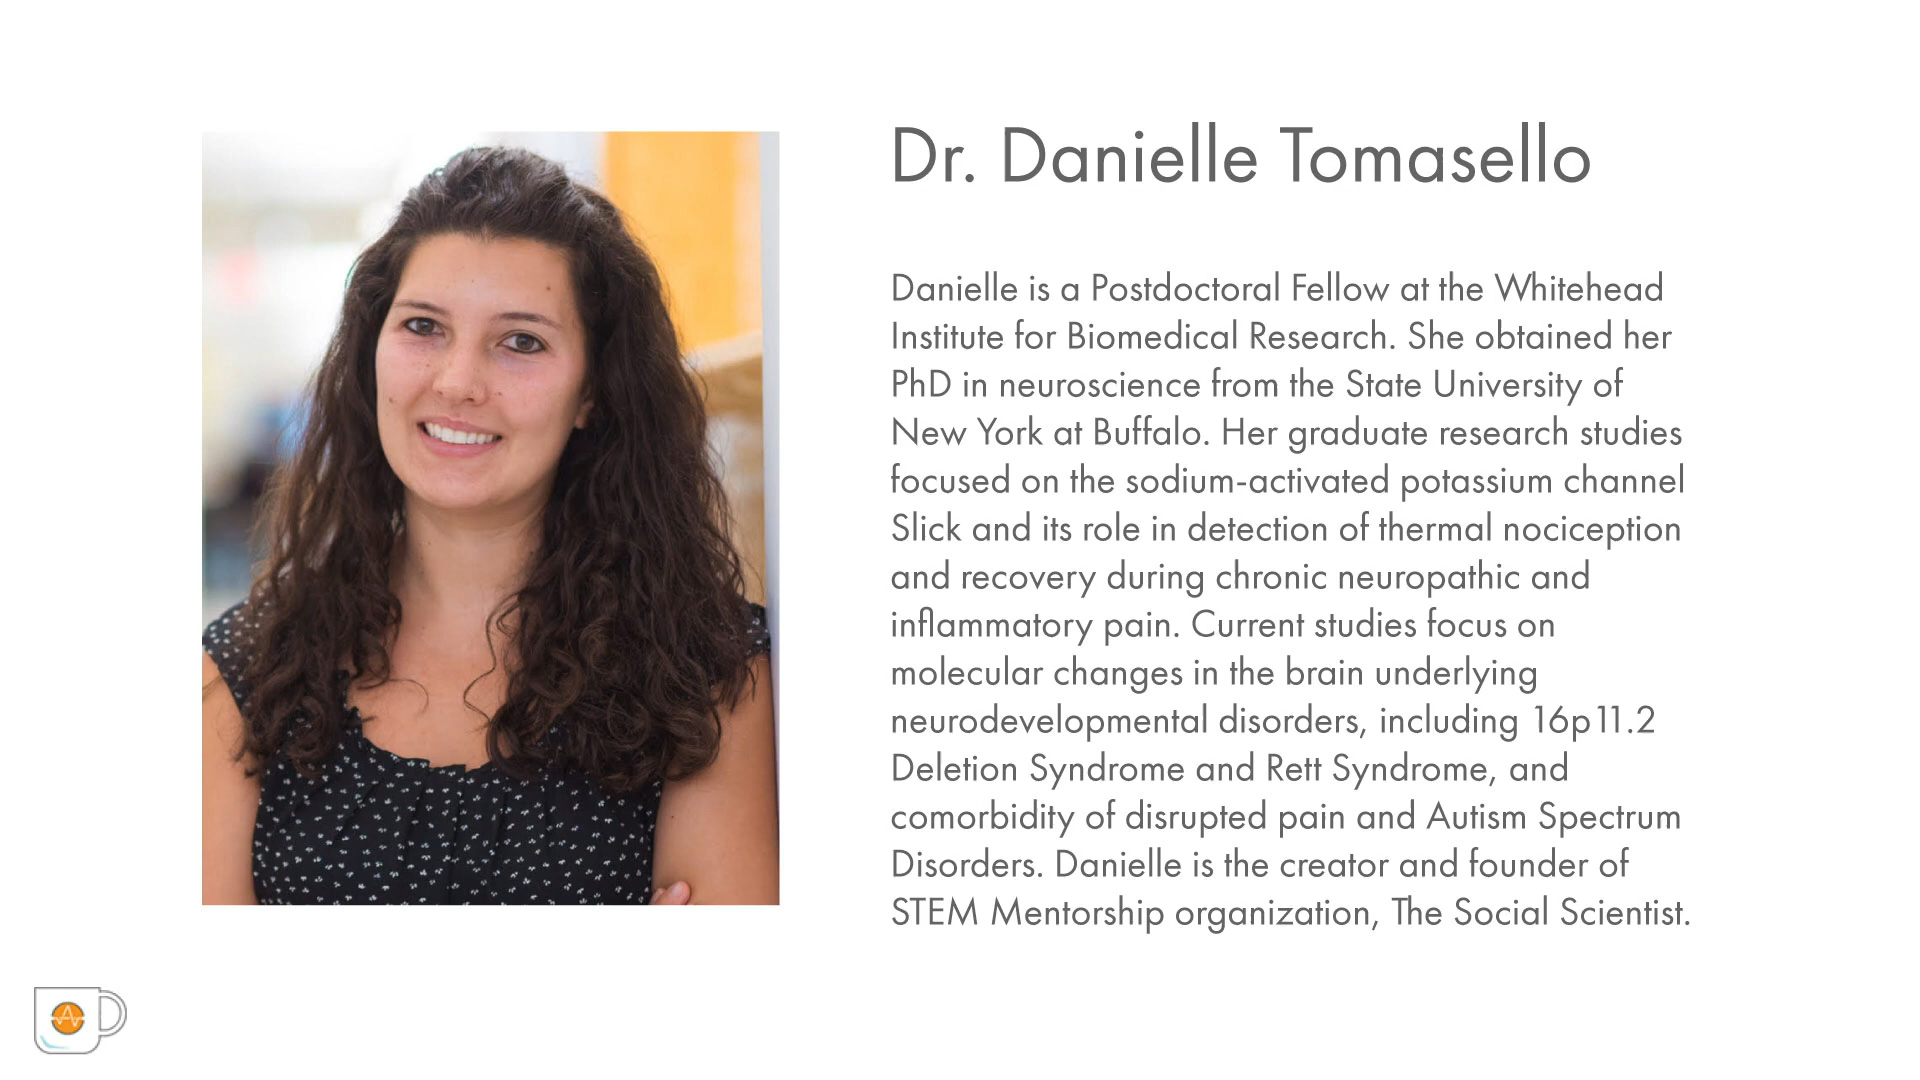 Dr. Danielle Tomasello
Danielle is a Postdoctoral Fellow at the Whitehead
Institute for Biomedical Research. She obtained her
PhD in neuroscience from the State University of
New York at Buffalo. Her graduate research studies
focused on the sodium-activated potassium channel
Slick and its role in detection of thermal nociception
and recovery during chronic neuropathic and
inflammatory pain. Current studies focus on
molecular changes in the brain underlying
neurodevelopmental disorders, including 16p11.2
Deletion Syndrome and Rett Syndrome, and
comorbidity of disrupted pain and Autism Spectrum
Disorders. Danielle is the creator and founder of
STEM Mentorship organization, The Social Scientist.